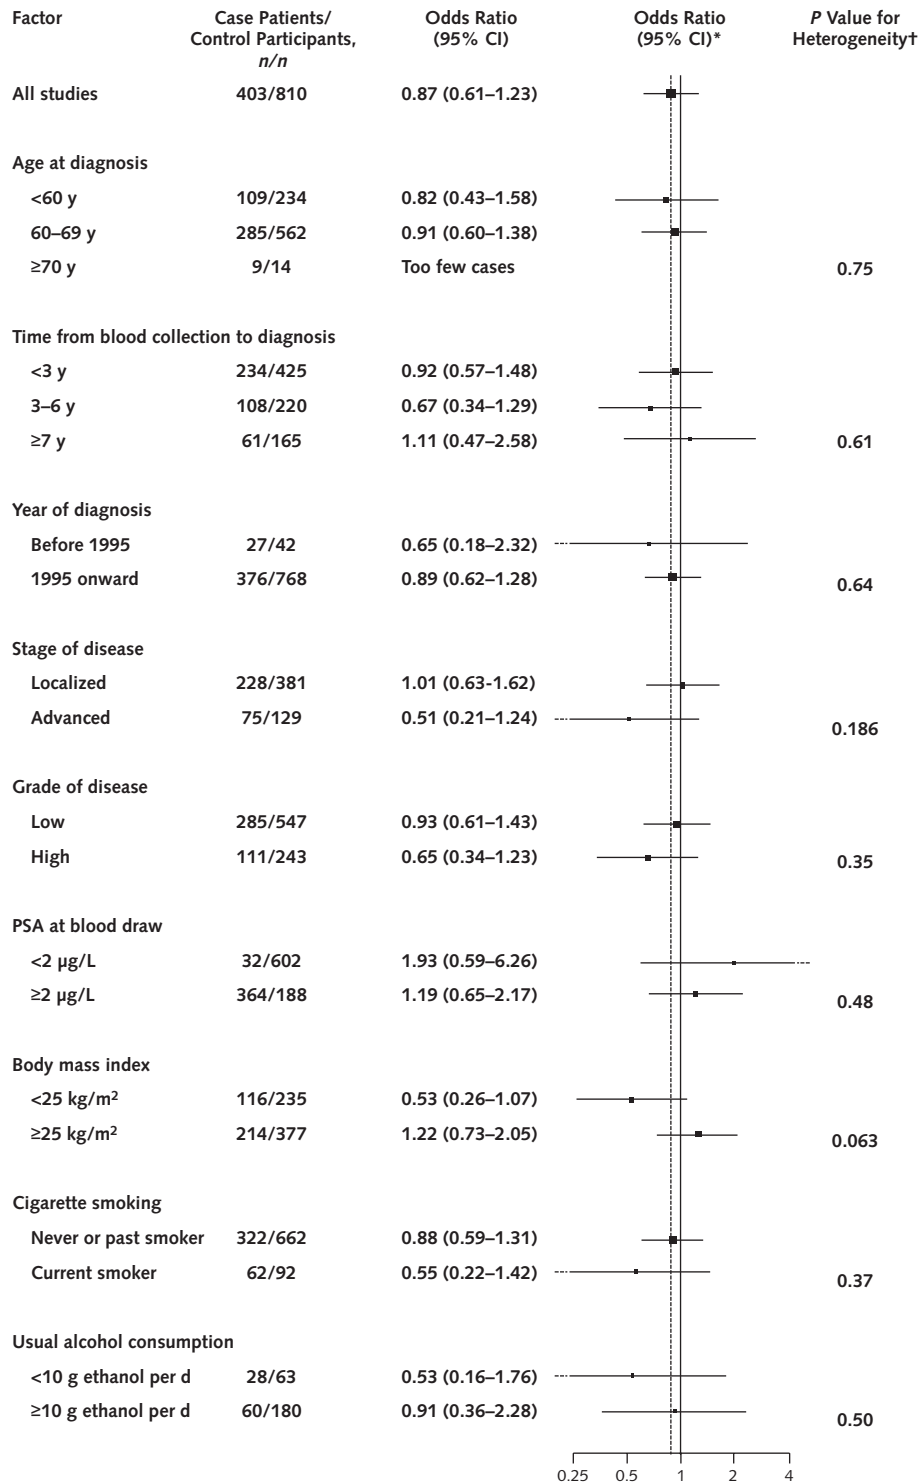 Factor Case Patients/ Odds Ratio Odds Ratio P Value for
Control Participants, (95% CI) (95% CI)* Heterogeneity†
n/n
All studies 403/810 0.87 (0.61–1.23)
Age at diagnosis
<60 y 109/234 0.82 (0.43–1.58)
60–69 y 285/562 0.91 (0.60–1.38)
≥70 y 9/14 Too few cases 0.75
Time from blood collection to diagnosis
<3 y 234/425 0.92 (0.57–1.48)
3–6 y 108/220 0.67 (0.34–1.29)
≥7 y 61/165 1.11 (0.47–2.58) 0.61
Year of diagnosis
Before 1995 27/42 0.65 (0.18–2.32)
1995 onward 376/768 0.89 (0.62–1.28) 0.64
Stage of disease
Localized 228/381 1.01 (0.63-1.62)
Advanced 75/129 0.51 (0.21–1.24) 0.186
Grade of disease
Low 285/547 0.93 (0.61–1.43)
High 111/243 0.65 (0.34–1.23) 0.35
PSA at blood draw
<2 µg/L 32/602 1.93 (0.59–6.26)
≥2 µg/L 364/188 1.19 (0.65–2.17) 0.48
Body mass index
<25 kg/m² 116/235 0.53 (0.26–1.07)
≥25 kg/m² 214/377 1.22 (0.73–2.05) 0.063
Cigarette smoking
Never or past smoker 322/662 0.88 (0.59–1.31)
Current smoker 62/92 0.55 (0.22–1.42) 0.37
Usual alcohol consumption
<10 g ethanol per d 28/63 0.53 (0.16–1.76)
≥10 g ethanol per d 60/180 0.91 (0.36–2.28) 0.50
0.25 0.5 1 2 4